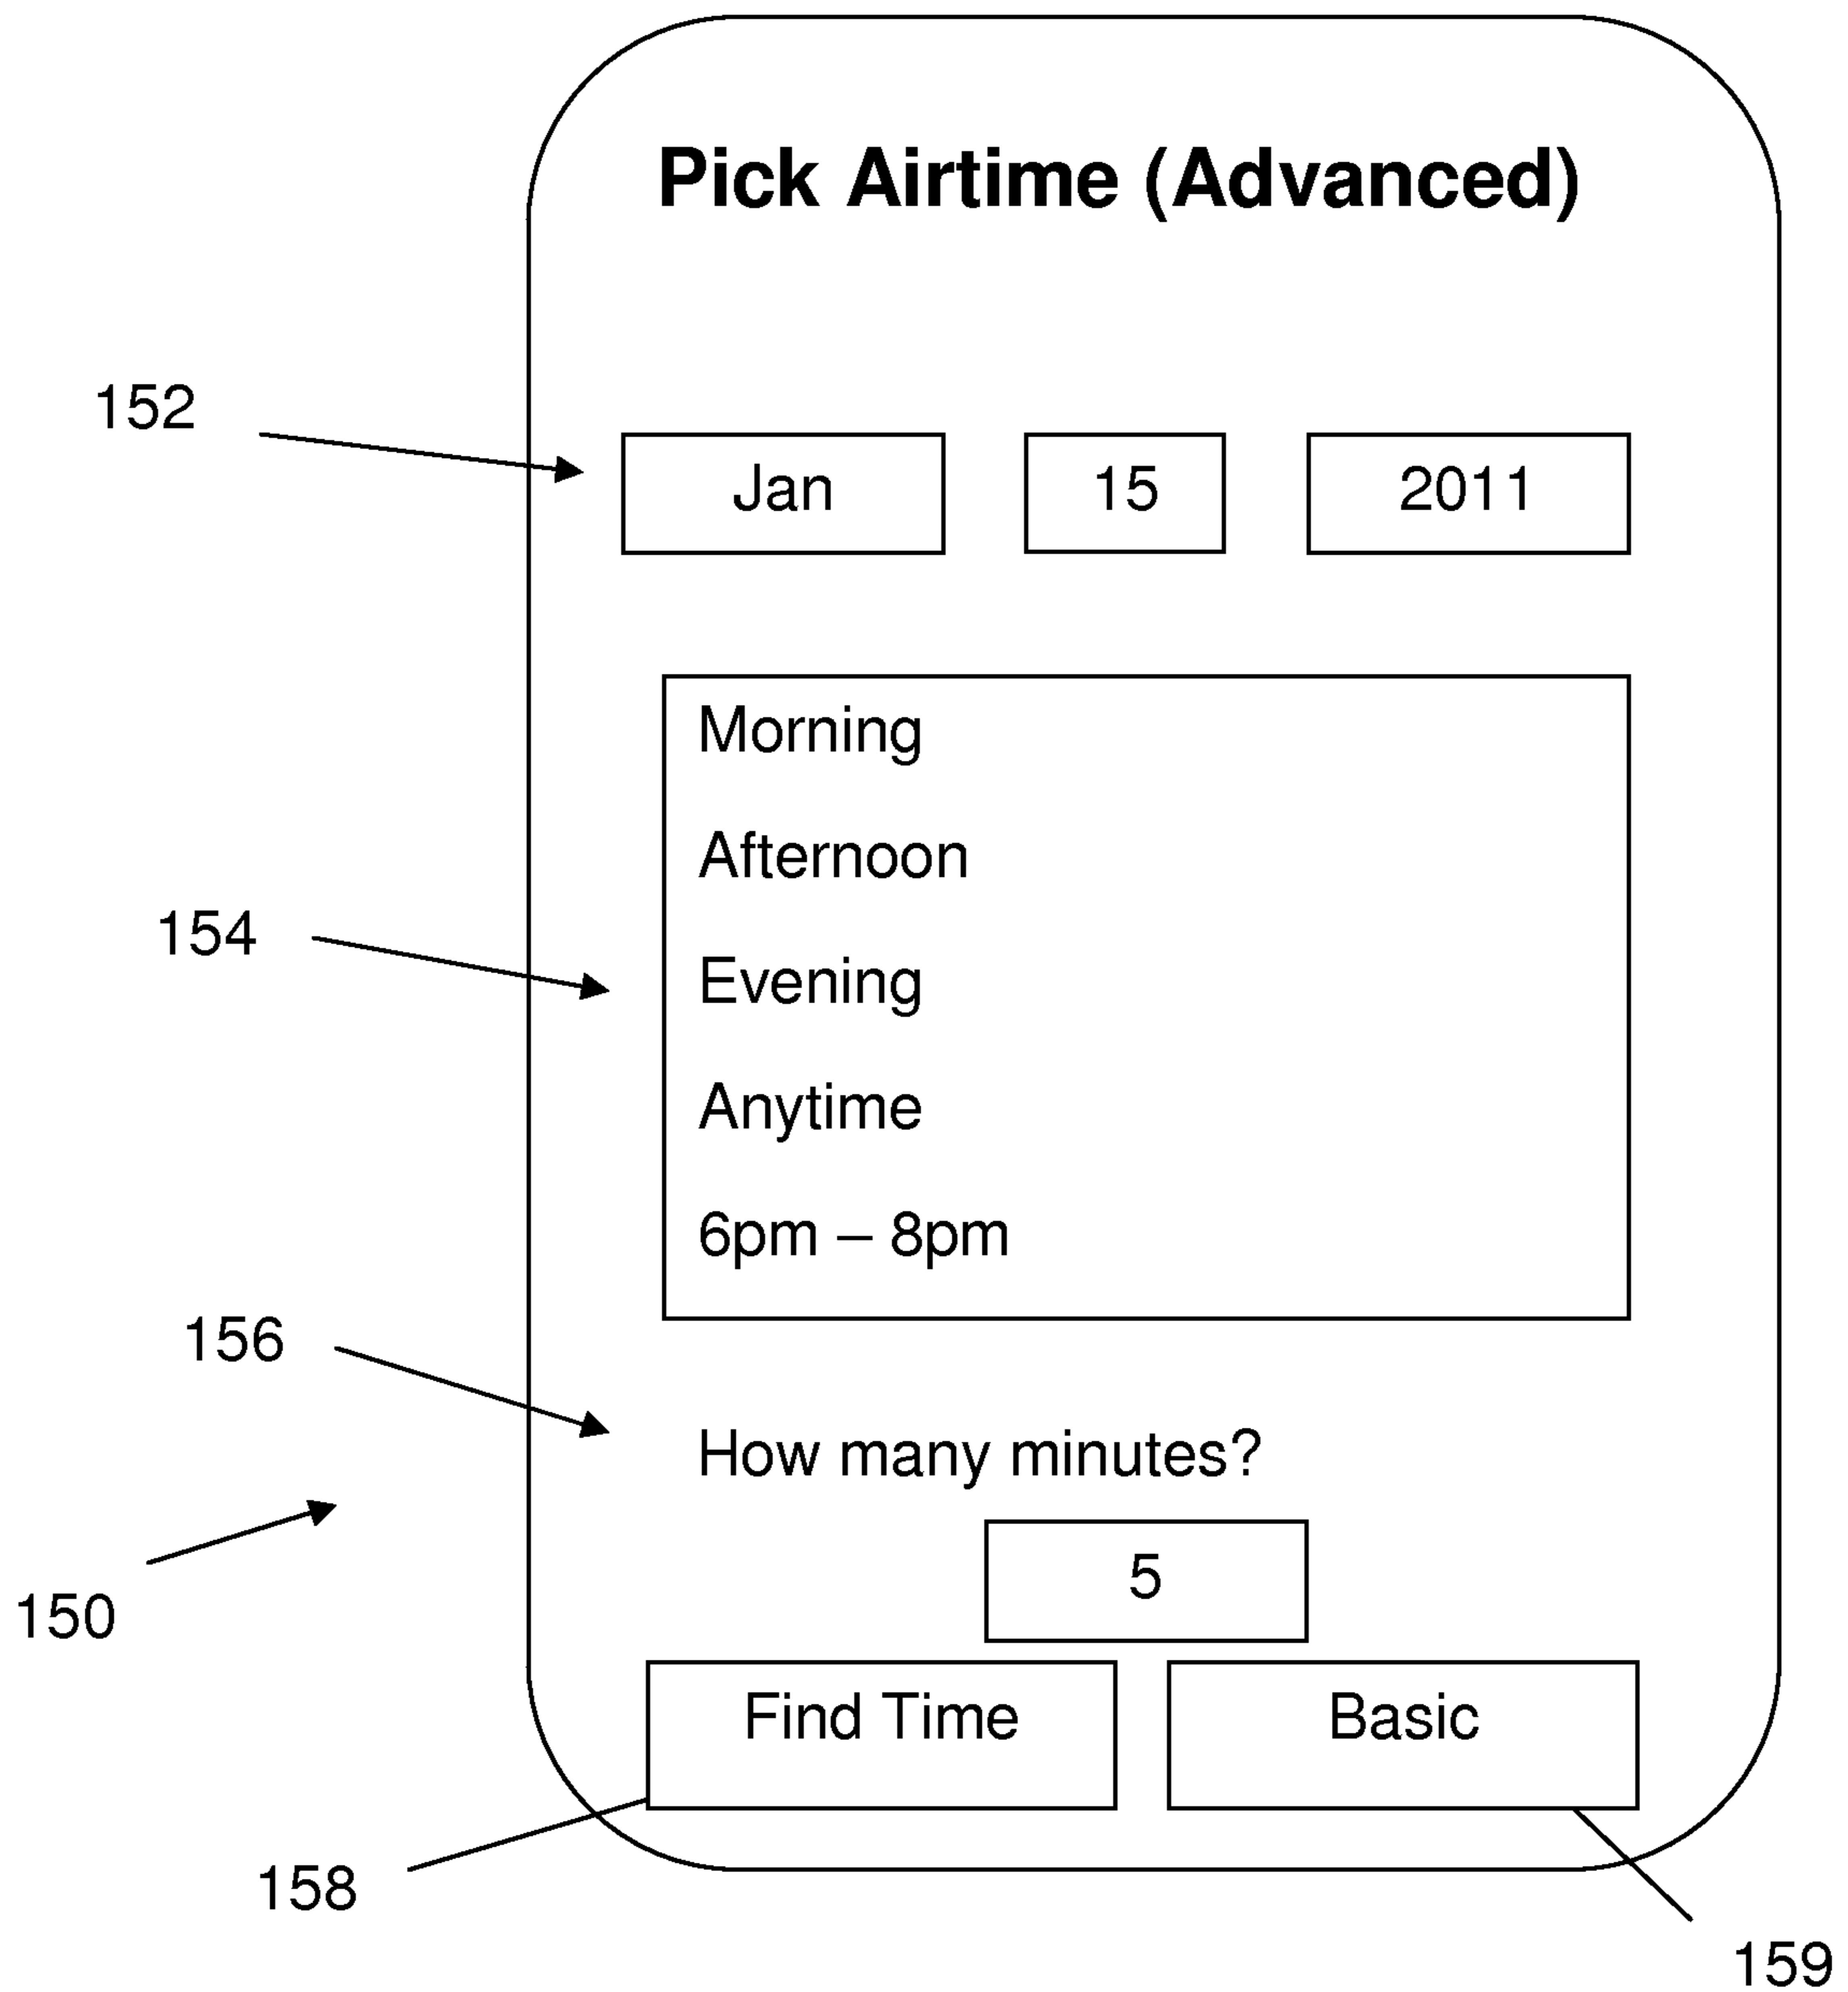 Pick Airtime (Advanced)
152
Jan 15 2011
Morning
Afternoon
154
Evening
Anytime
6pm – 8pm
156
How many minutes?
150
5
Find Time Basic
158
159